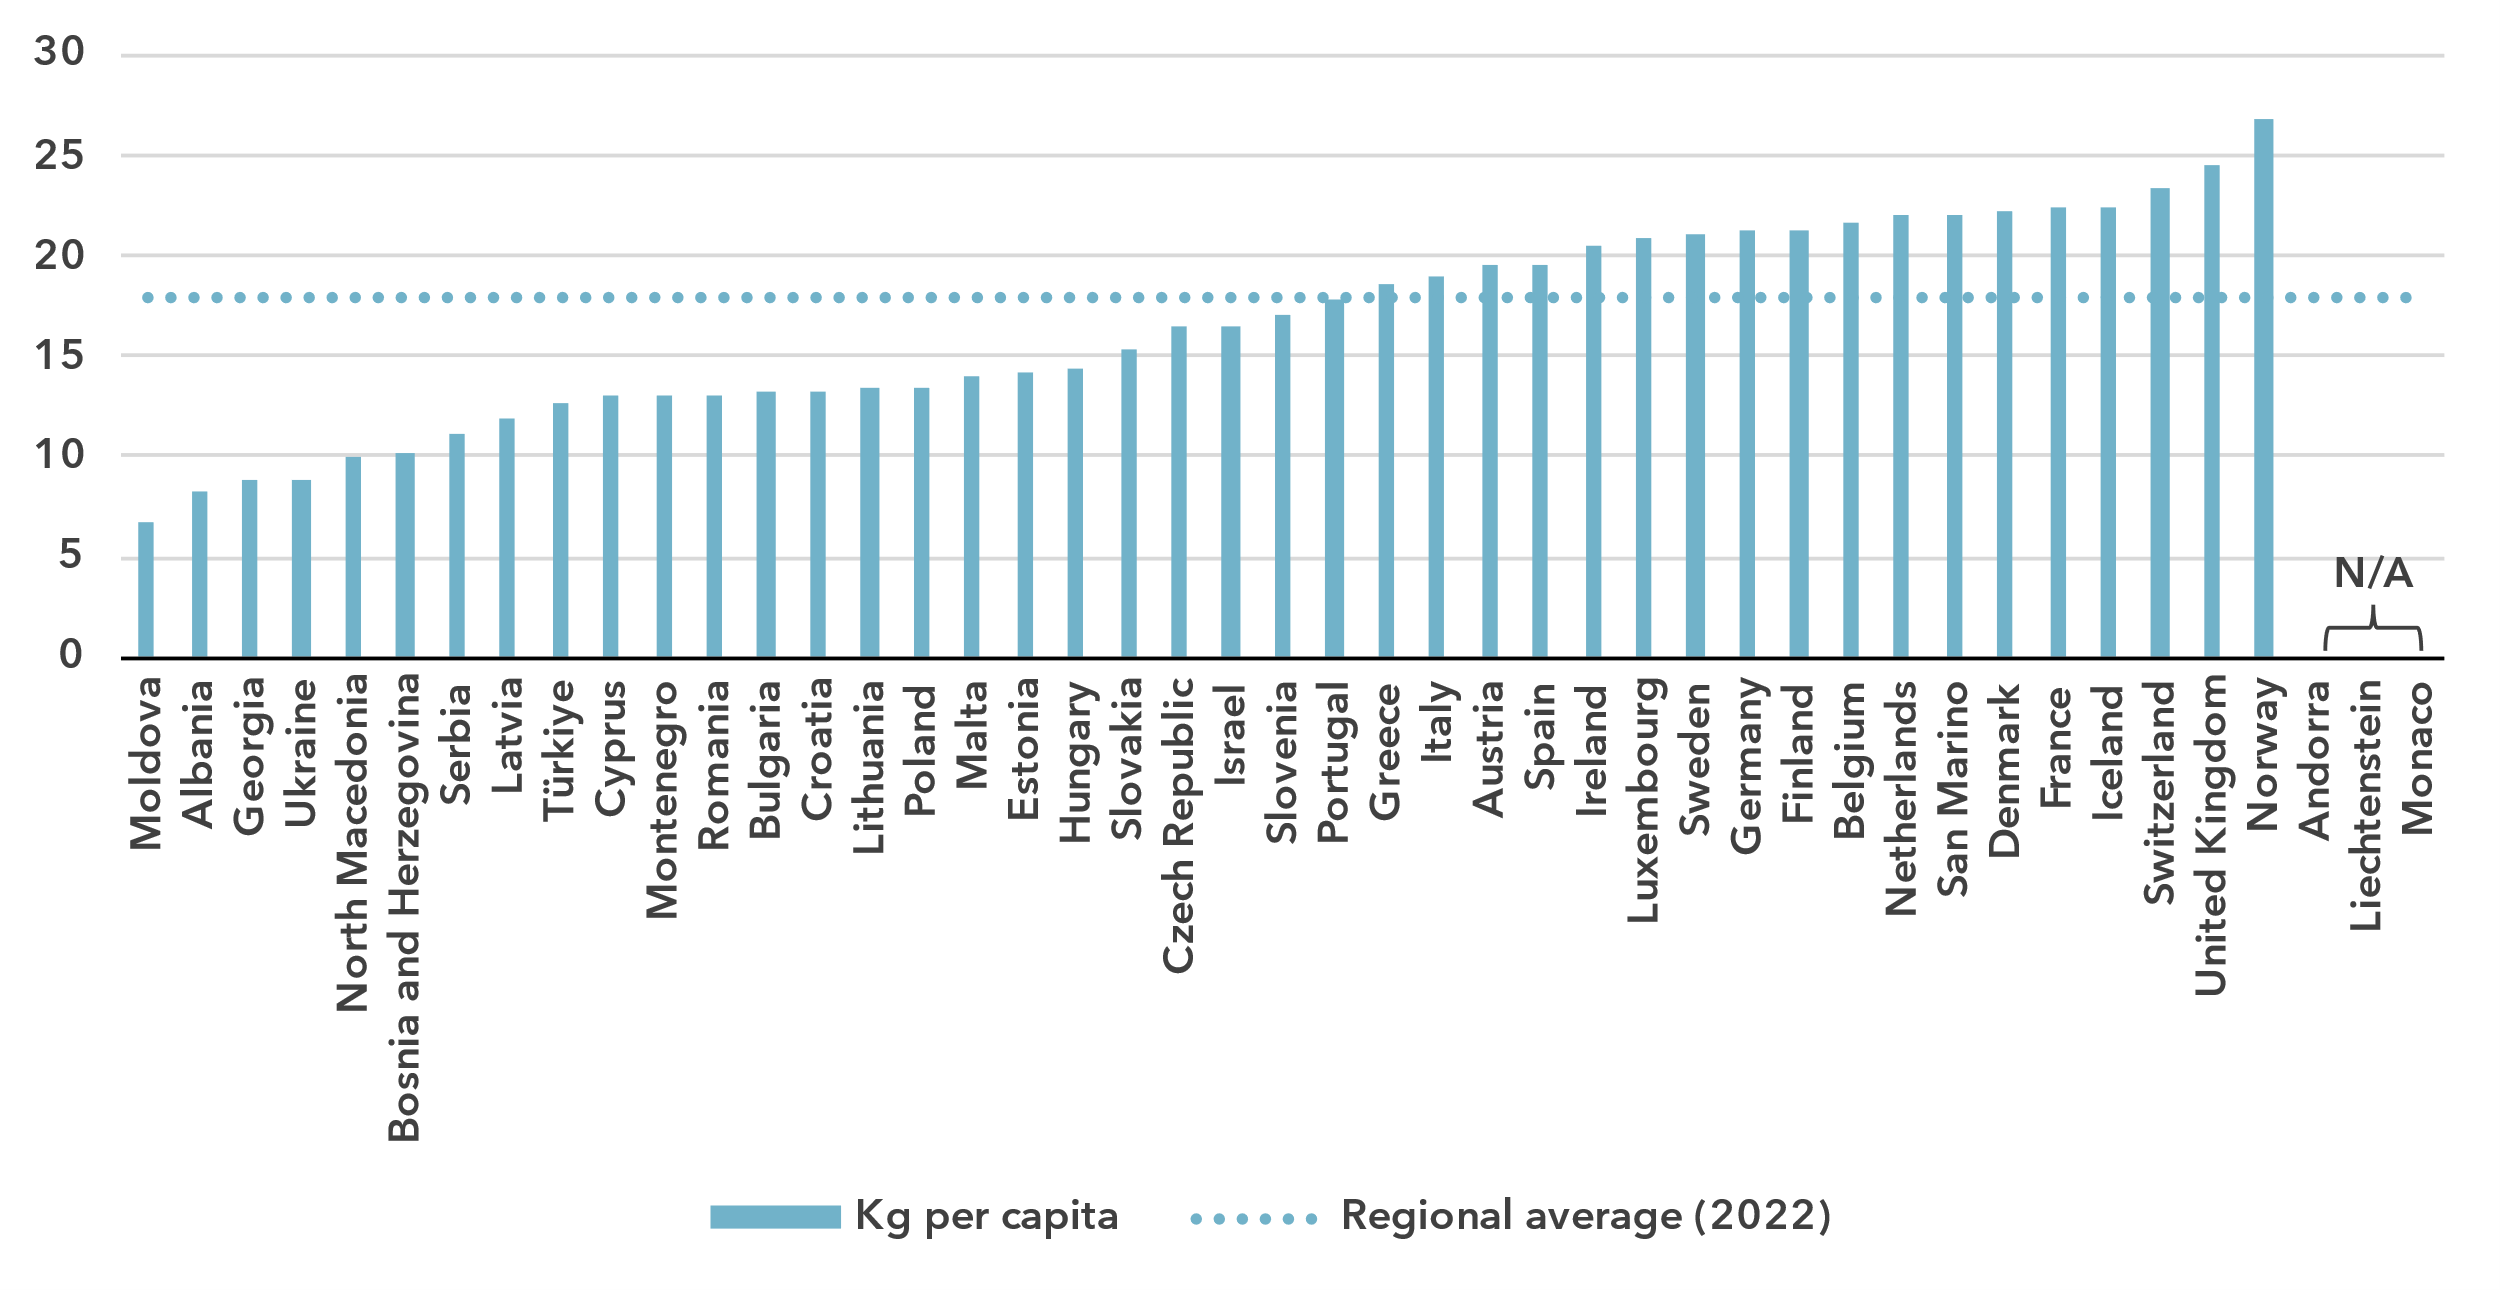 30
25
20
15
10
5
0
N/A
Moldova
Albania
Georgia
Ukraine
North Macedonia
Bosnia and Herzegovina
Serbia
Latvia
Türkiye
Cyprus
Montenegro
Romania
Bulgaria
Croatia
Lithuania
Poland
Malta
Estonia
Hungary
Slovakia
Czech Republic
Israel
Slovenia
Portugal
Greece
Italy
Austria
Spain
Ireland
Luxembourg
Sweden
Germany
Finland
Belgium
Netherlands
San Marino
Denmark
France
Iceland
Switzerland
United Kingdom
Norway
Andorra
Liechtenstein
Monaco
Kg per capita
Regional average (2022)